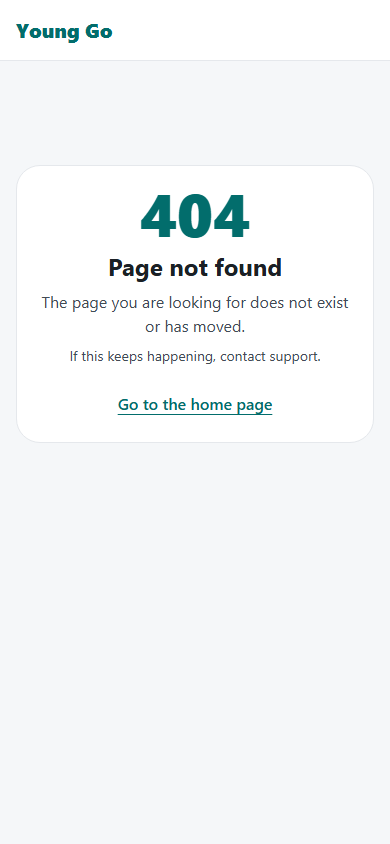 Young Go
404
Page not found
The page you are looking for does not exist
or has moved.
If this keeps happening, contact support.
Go to the home page